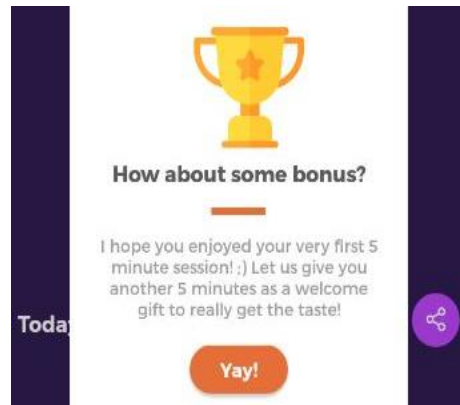 How about some bonus?
I hope you enjoyed your very first 5
minute session! ;) Let us give you
another 5 minutes as a welcome
gift to really get the taste!
Yay!